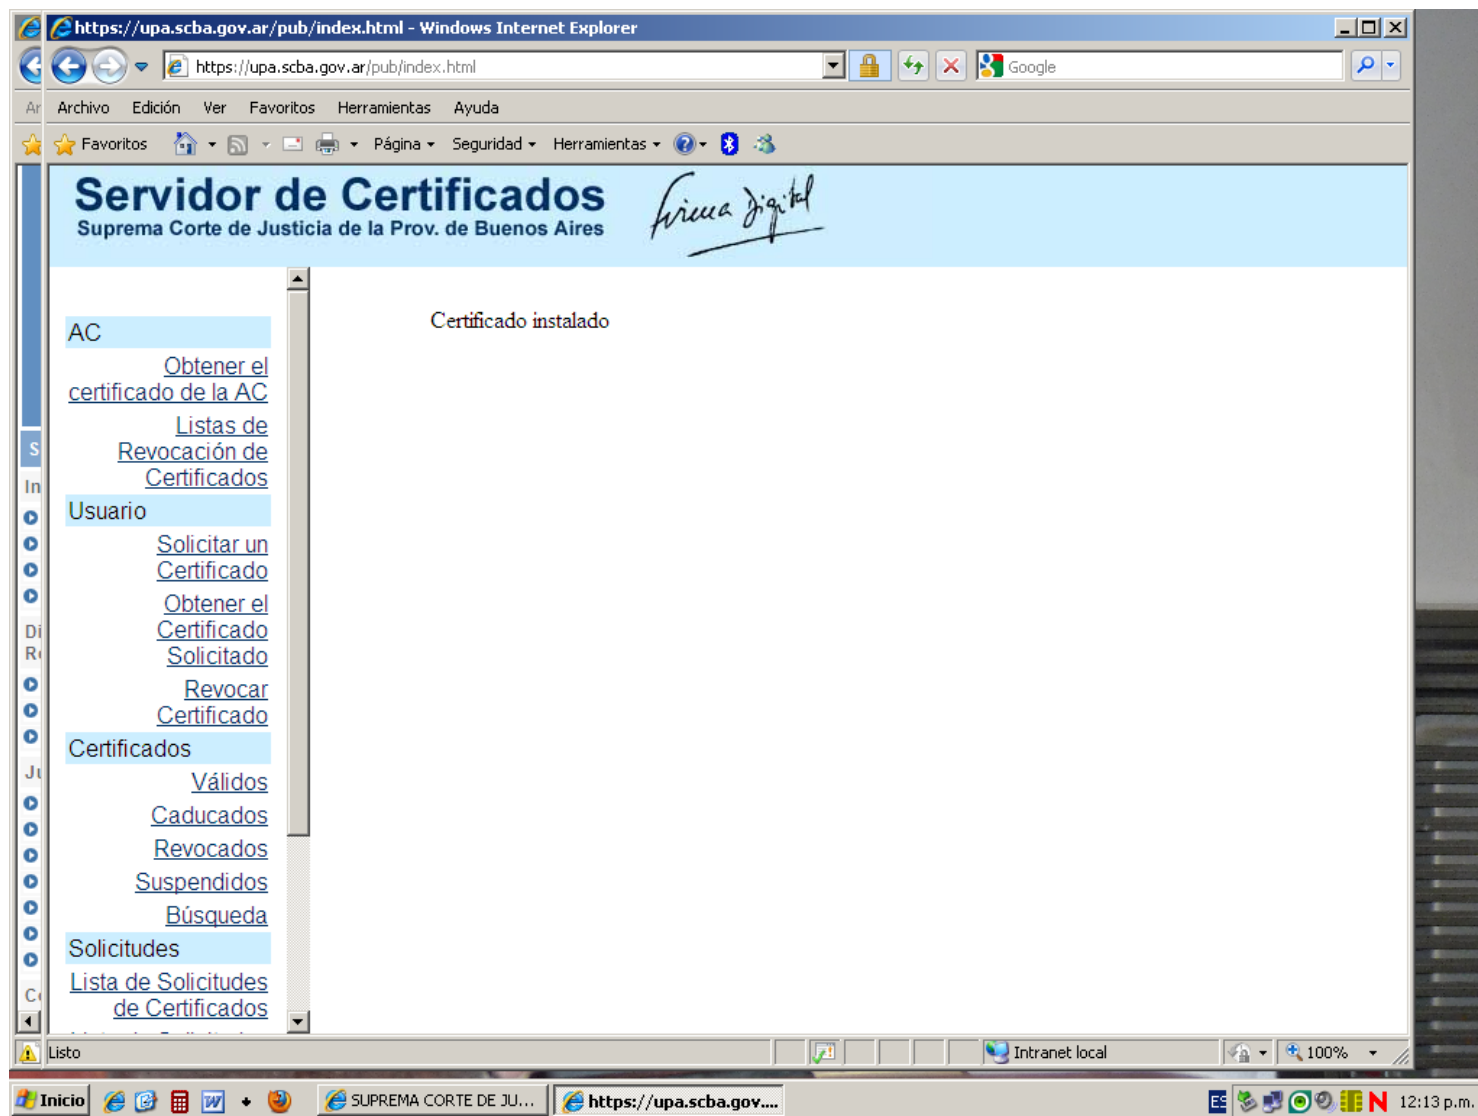 https://upa.scba.gov.ar/pub/index.html - Windows Internet Explorer
https://upa.scba.gov.ar/pub/index.html
Google
Ar
Archivo Edición Ver Favoritos Herramientas Ayuda
Favoritos Página Seguridad Herramientas
Servidor de Certificados
Suprema Corte de Justicia de la Prov. de Buenos Aires
Firma Digital
Certificado instalado
AC
Obtener el
certificado de la AC
Listas de
Revocación de
Certificados
Usuario
Solicitar un
Certificado
Obtener el
Certificado
Solicitado
Revocar
Certificado
Certificados
Válidos
Caducados
Revocados
Suspendidos
Búsqueda
Solicitudes
Lista de Solicitudes
de Certificados
S
In
Di
Ju
Listo
Intranet local
100%
Inicio
SUPREMA CORTE DE JU...
https://upa.scba.gov....
ES
N
12:13 p.m.